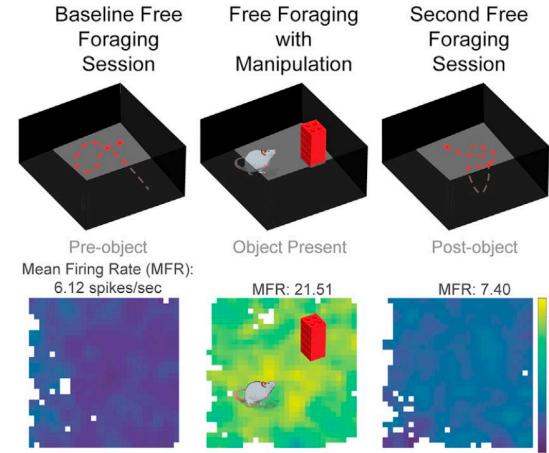 Baseline Free
Foraging
Session
Free Foraging
with
Manipulation
Second Free
Foraging
Session
Pre-object
Object Present
Post-object
Mean Firing Rate (MFR):
6.12 spikes/sec
MFR: 21.51
MFR: 7.40